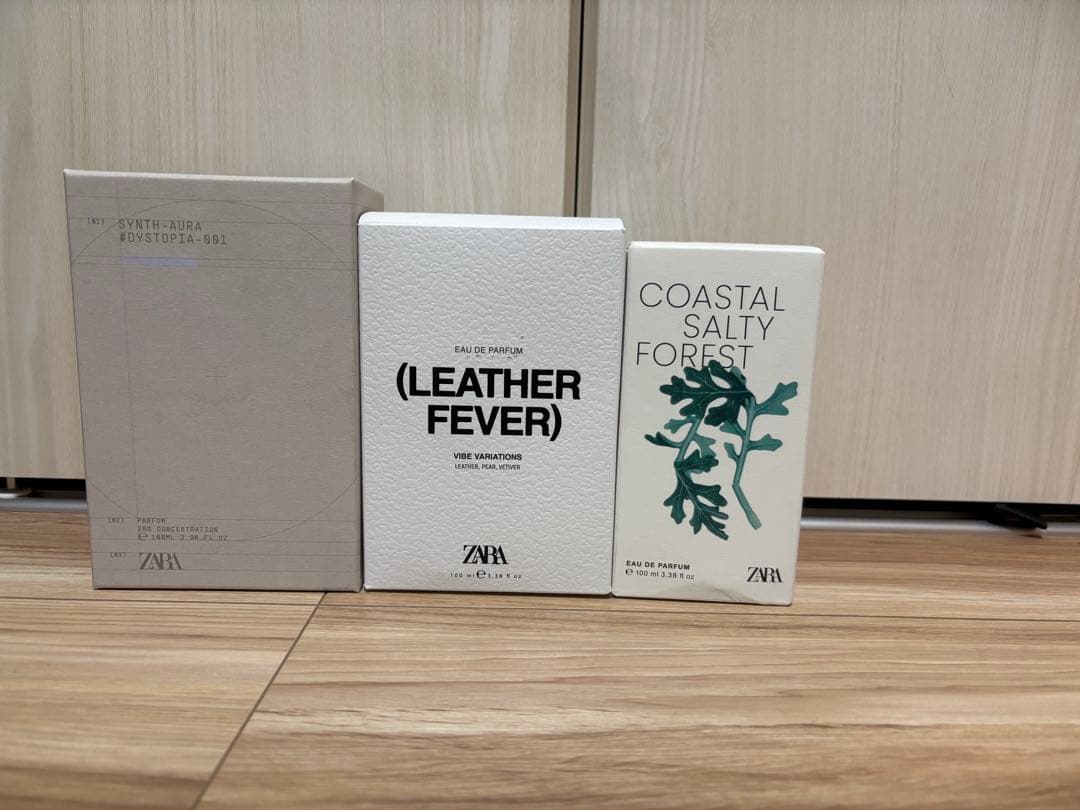 [01] SYNTH-AURA
#DYSTOPIA-001
[02] PARFUM
25% CONCENTRATION
℮ 100ML 3.38 FL OZ
[03] ZARA
EAU DE PARFUM
(LEATHER
FEVER)
VIBE VARIATIONS
LEATHER, PEAR, VETIVER
ZARA
100 ml ℮ 3.38 fl oz
COASTAL
SALTY
FOREST
EAU DE PARFUM
℮ 100 ml 3.38 fl oz
ZARA